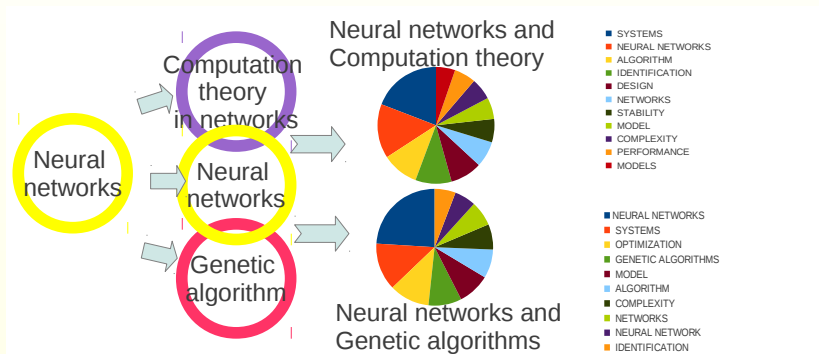 Neural
networks
Computation
theory
in networks
Neural
networks
Genetic
algorithm
Neural networks and
Computation theory
SYSTEMS
NEURAL NETWORKS
ALGORITHM
IDENTIFICATION
DESIGN
NETWORKS
STABILITY
MODEL
COMPLEXITY
PERFORMANCE
MODELS
Neural networks and
Genetic algorithms
NEURAL NETWORKS
SYSTEMS
OPTIMIZATION
GENETIC ALGORITHMS
MODEL
ALGORITHM
COMPLEXITY
NETWORKS
NEURAL NETWORK
IDENTIFICATION